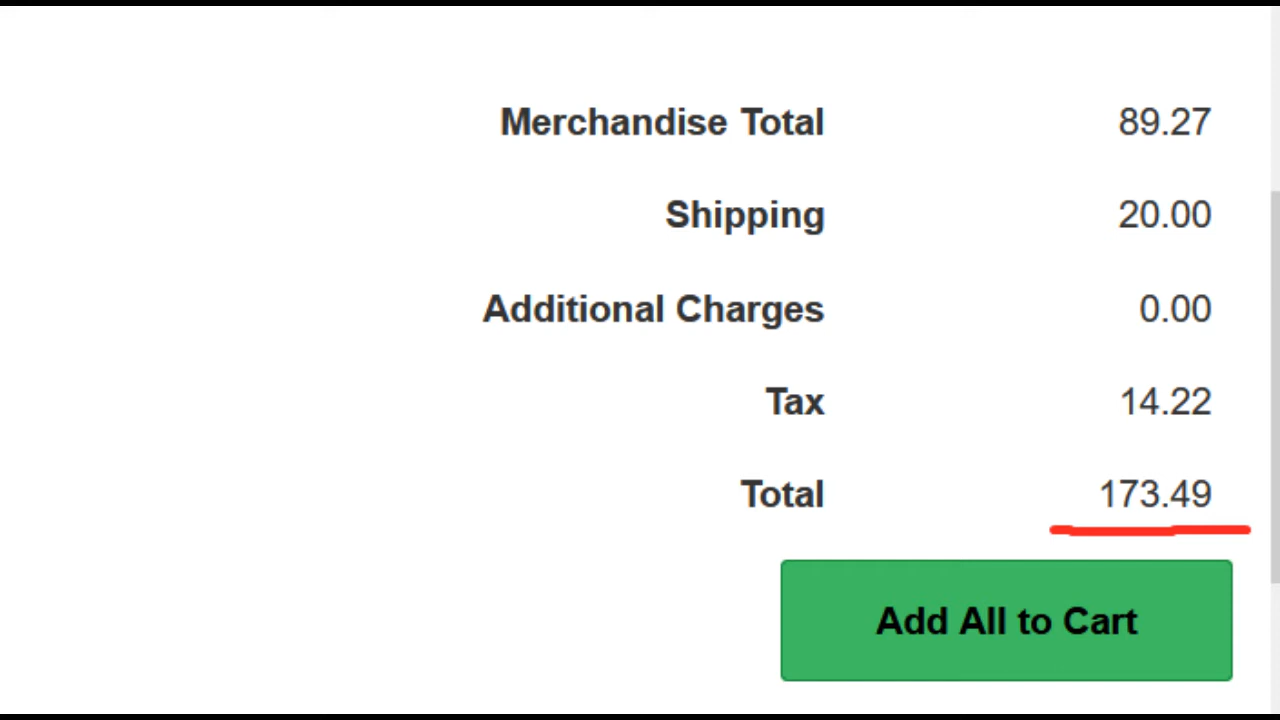 Merchandise Total 89.27
Shipping 20.00
Additional Charges 0.00
Tax 14.22
Total 173.49
Add All to Cart